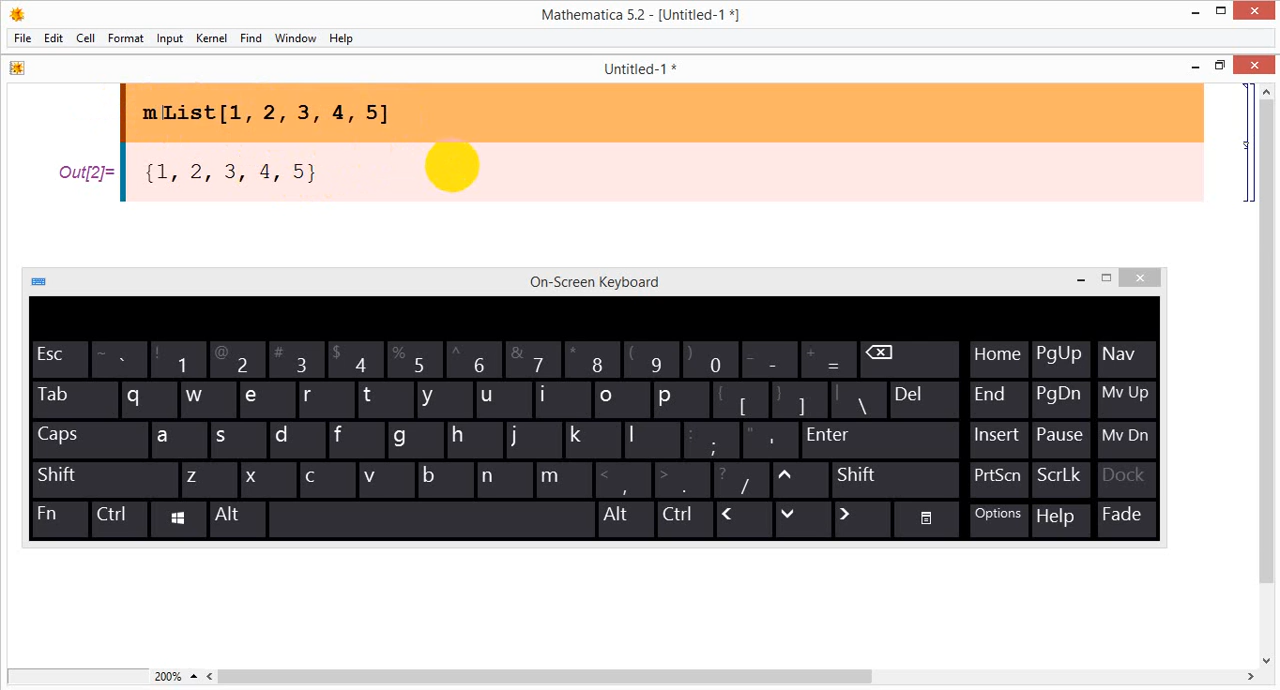 Mathematica 5.2 - [Untitled-1 *]
File Edit Cell Format Input Kernel Find Window Help
Untitled-1 *
m List[1, 2, 3, 4, 5]
Out[2]= {1, 2, 3, 4, 5}
On-Screen Keyboard
Esc ~ ` ! 1 @ 2 # 3 $ 4 % 5 ^ 6 & 7 * 8 ( 9 ) 0 _ - + = Home PgUp Nav
Tab q w e r t y u i o p { [ } ] | \ Del End PgDn Mv Up
Caps a s d f g h j k l : ; " ' Enter Insert Pause Mv Dn
Shift z x c v b n m < , > . ? / ^ Shift PrtScn ScrLk Dock
Fn Ctrl Alt Alt Ctrl < > Options Help Fade
200%